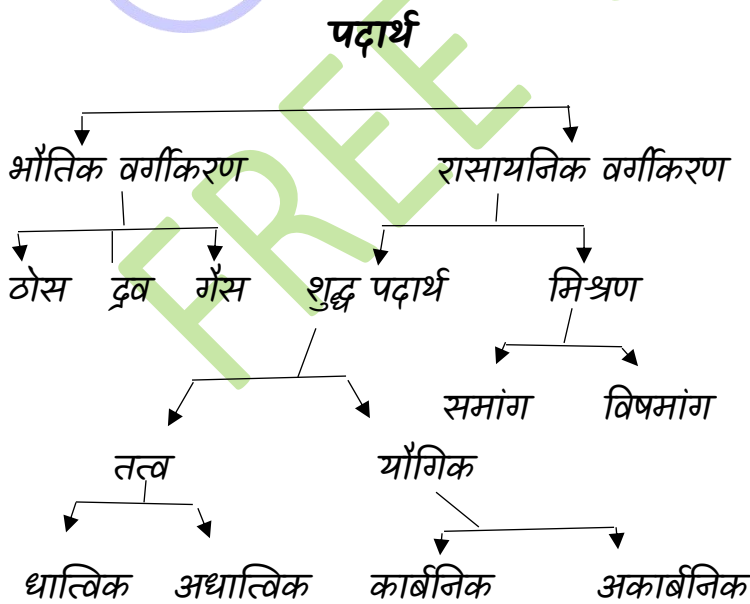 पदार्थ
भौतिक वर्गीकरण रासायनिक वर्गीकरण
ठोस द्रव गैस शुद्ध पदार्थ मिश्रण
समांग विषमांग
तत्व यौगिक
धात्विक अधात्विक कार्बनिक अकार्बनिक
FREE